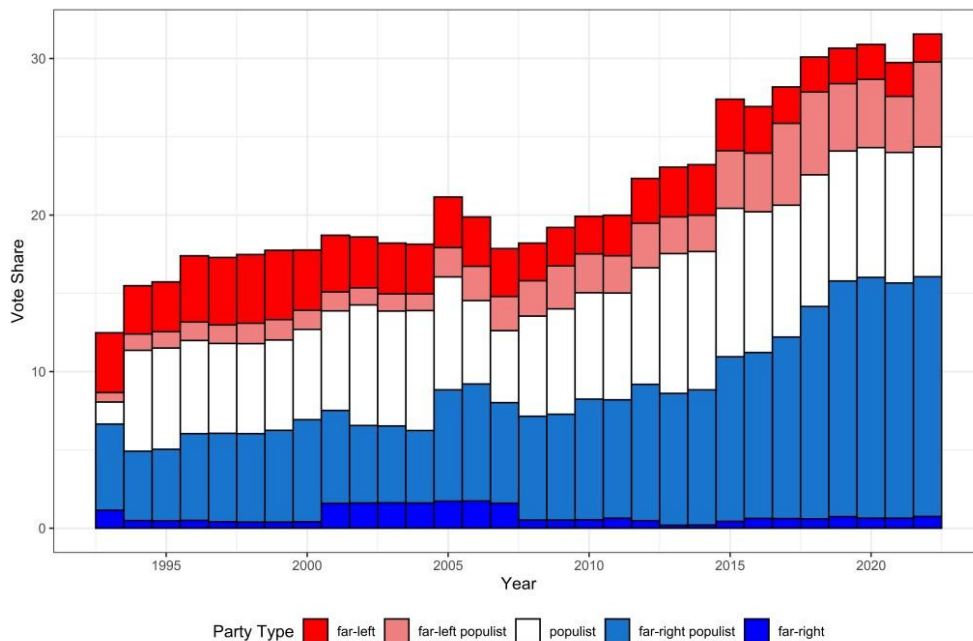 30
20
10
0
Vote Share
1995 2000 2005 2010 2015 2020
Year
Party Type far-left far-left populist populist far-right populist far-right